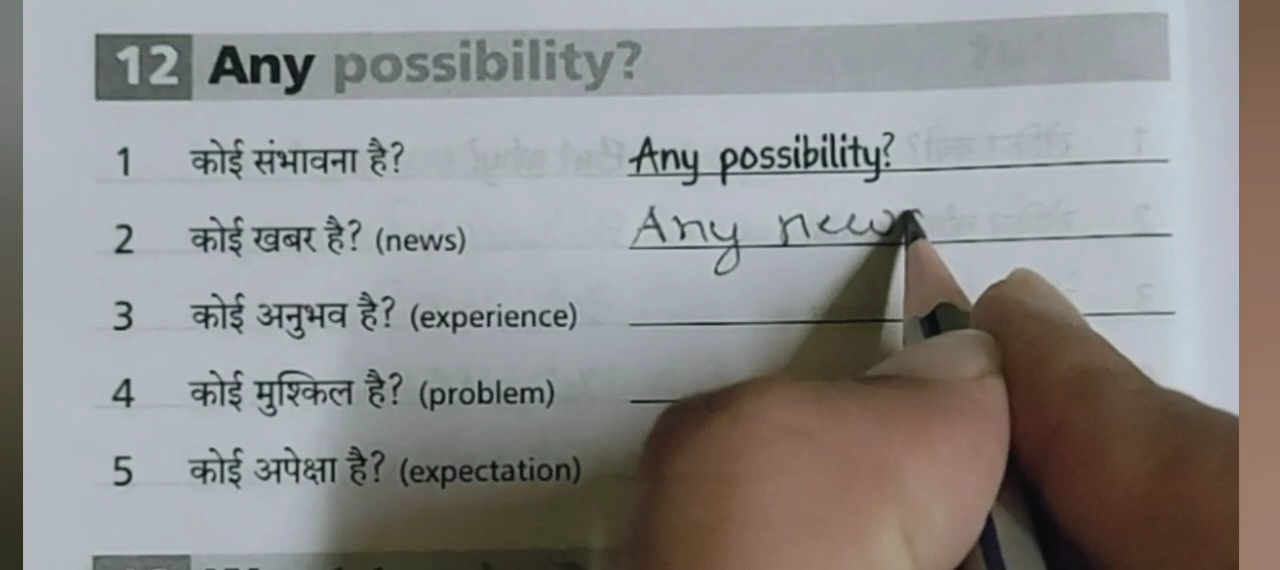 12 Any possibility?
1 कोई संभावना है? Any possibility?
2 कोई खबर है? (news) Any news
3 कोई अनुभव है? (experience)
4 कोई मुश्किल है? (problem)
5 कोई अपेक्षा है? (expectation)